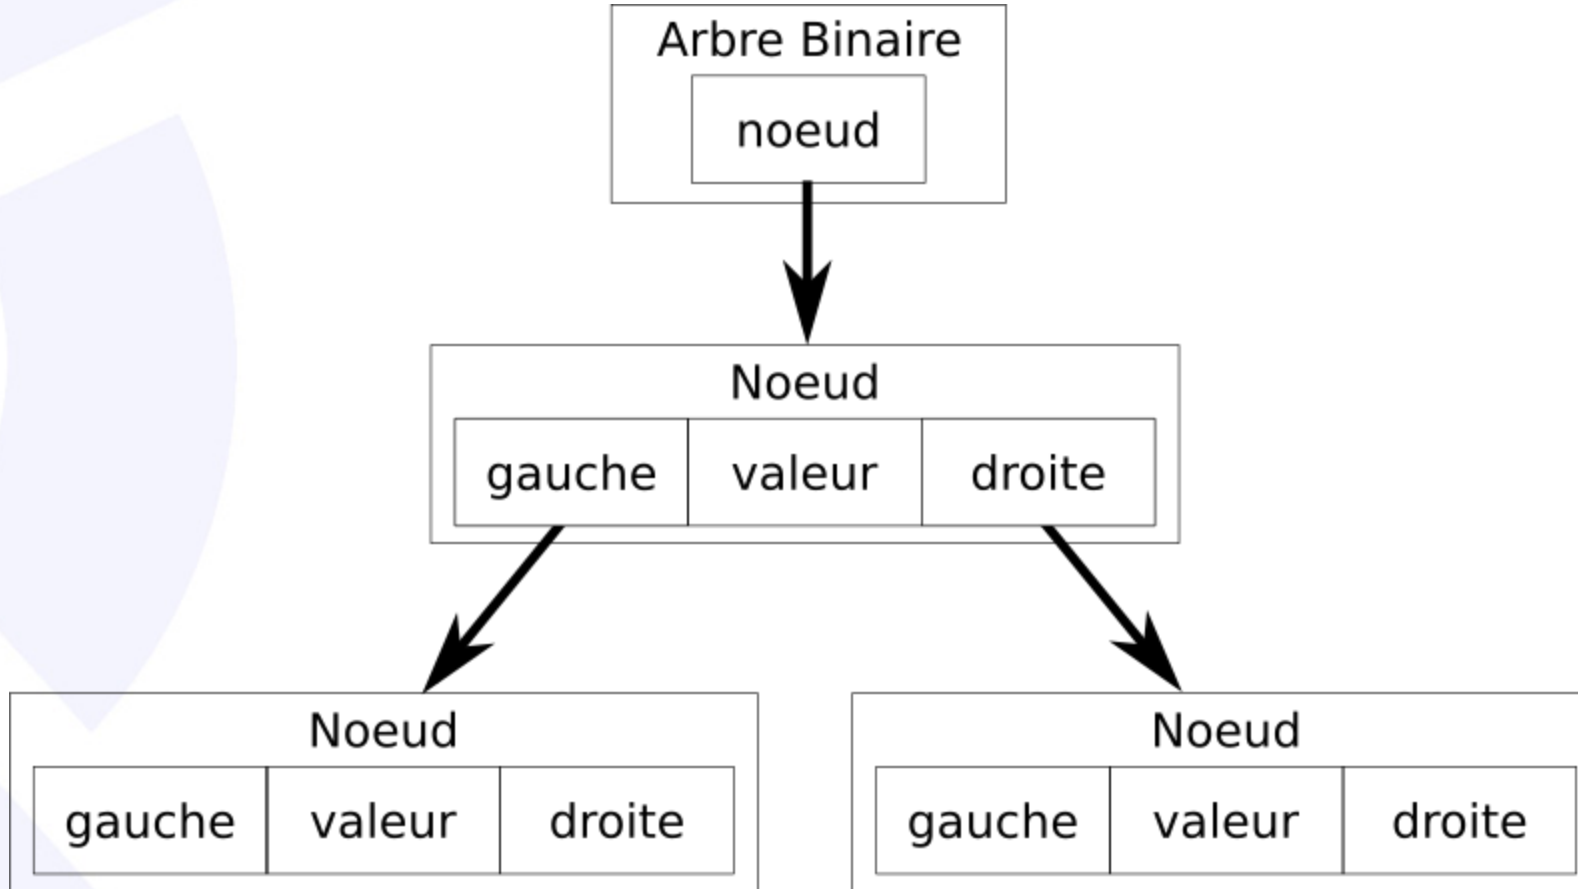 Arbre Binaire
noeud
Noeud
gauche valeur droite
Noeud
gauche valeur droite
Noeud
gauche valeur droite